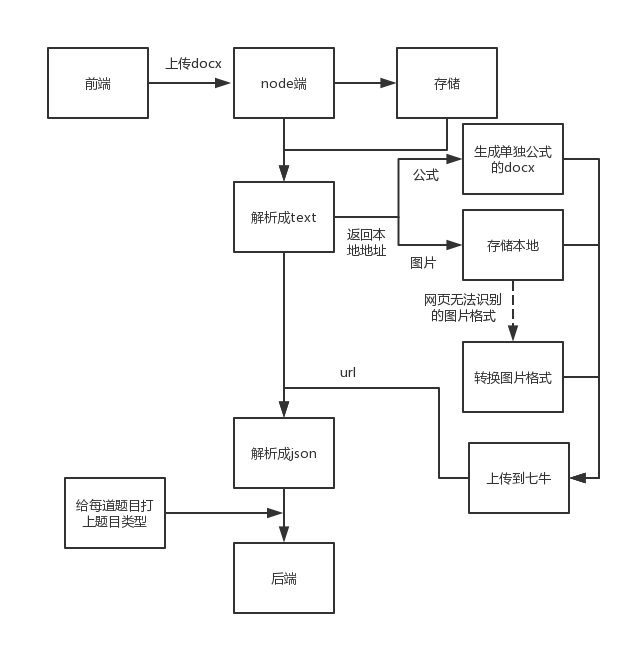 上传docx
前端
node端
存储
生成单独公式
的docx
公式
解析成text
返回本
地地址
存储本地
图片
网页无法识别
的图片格式
url
转换图片格式
解析成json
上传到七牛
给每道题目打
上题目类型
后端